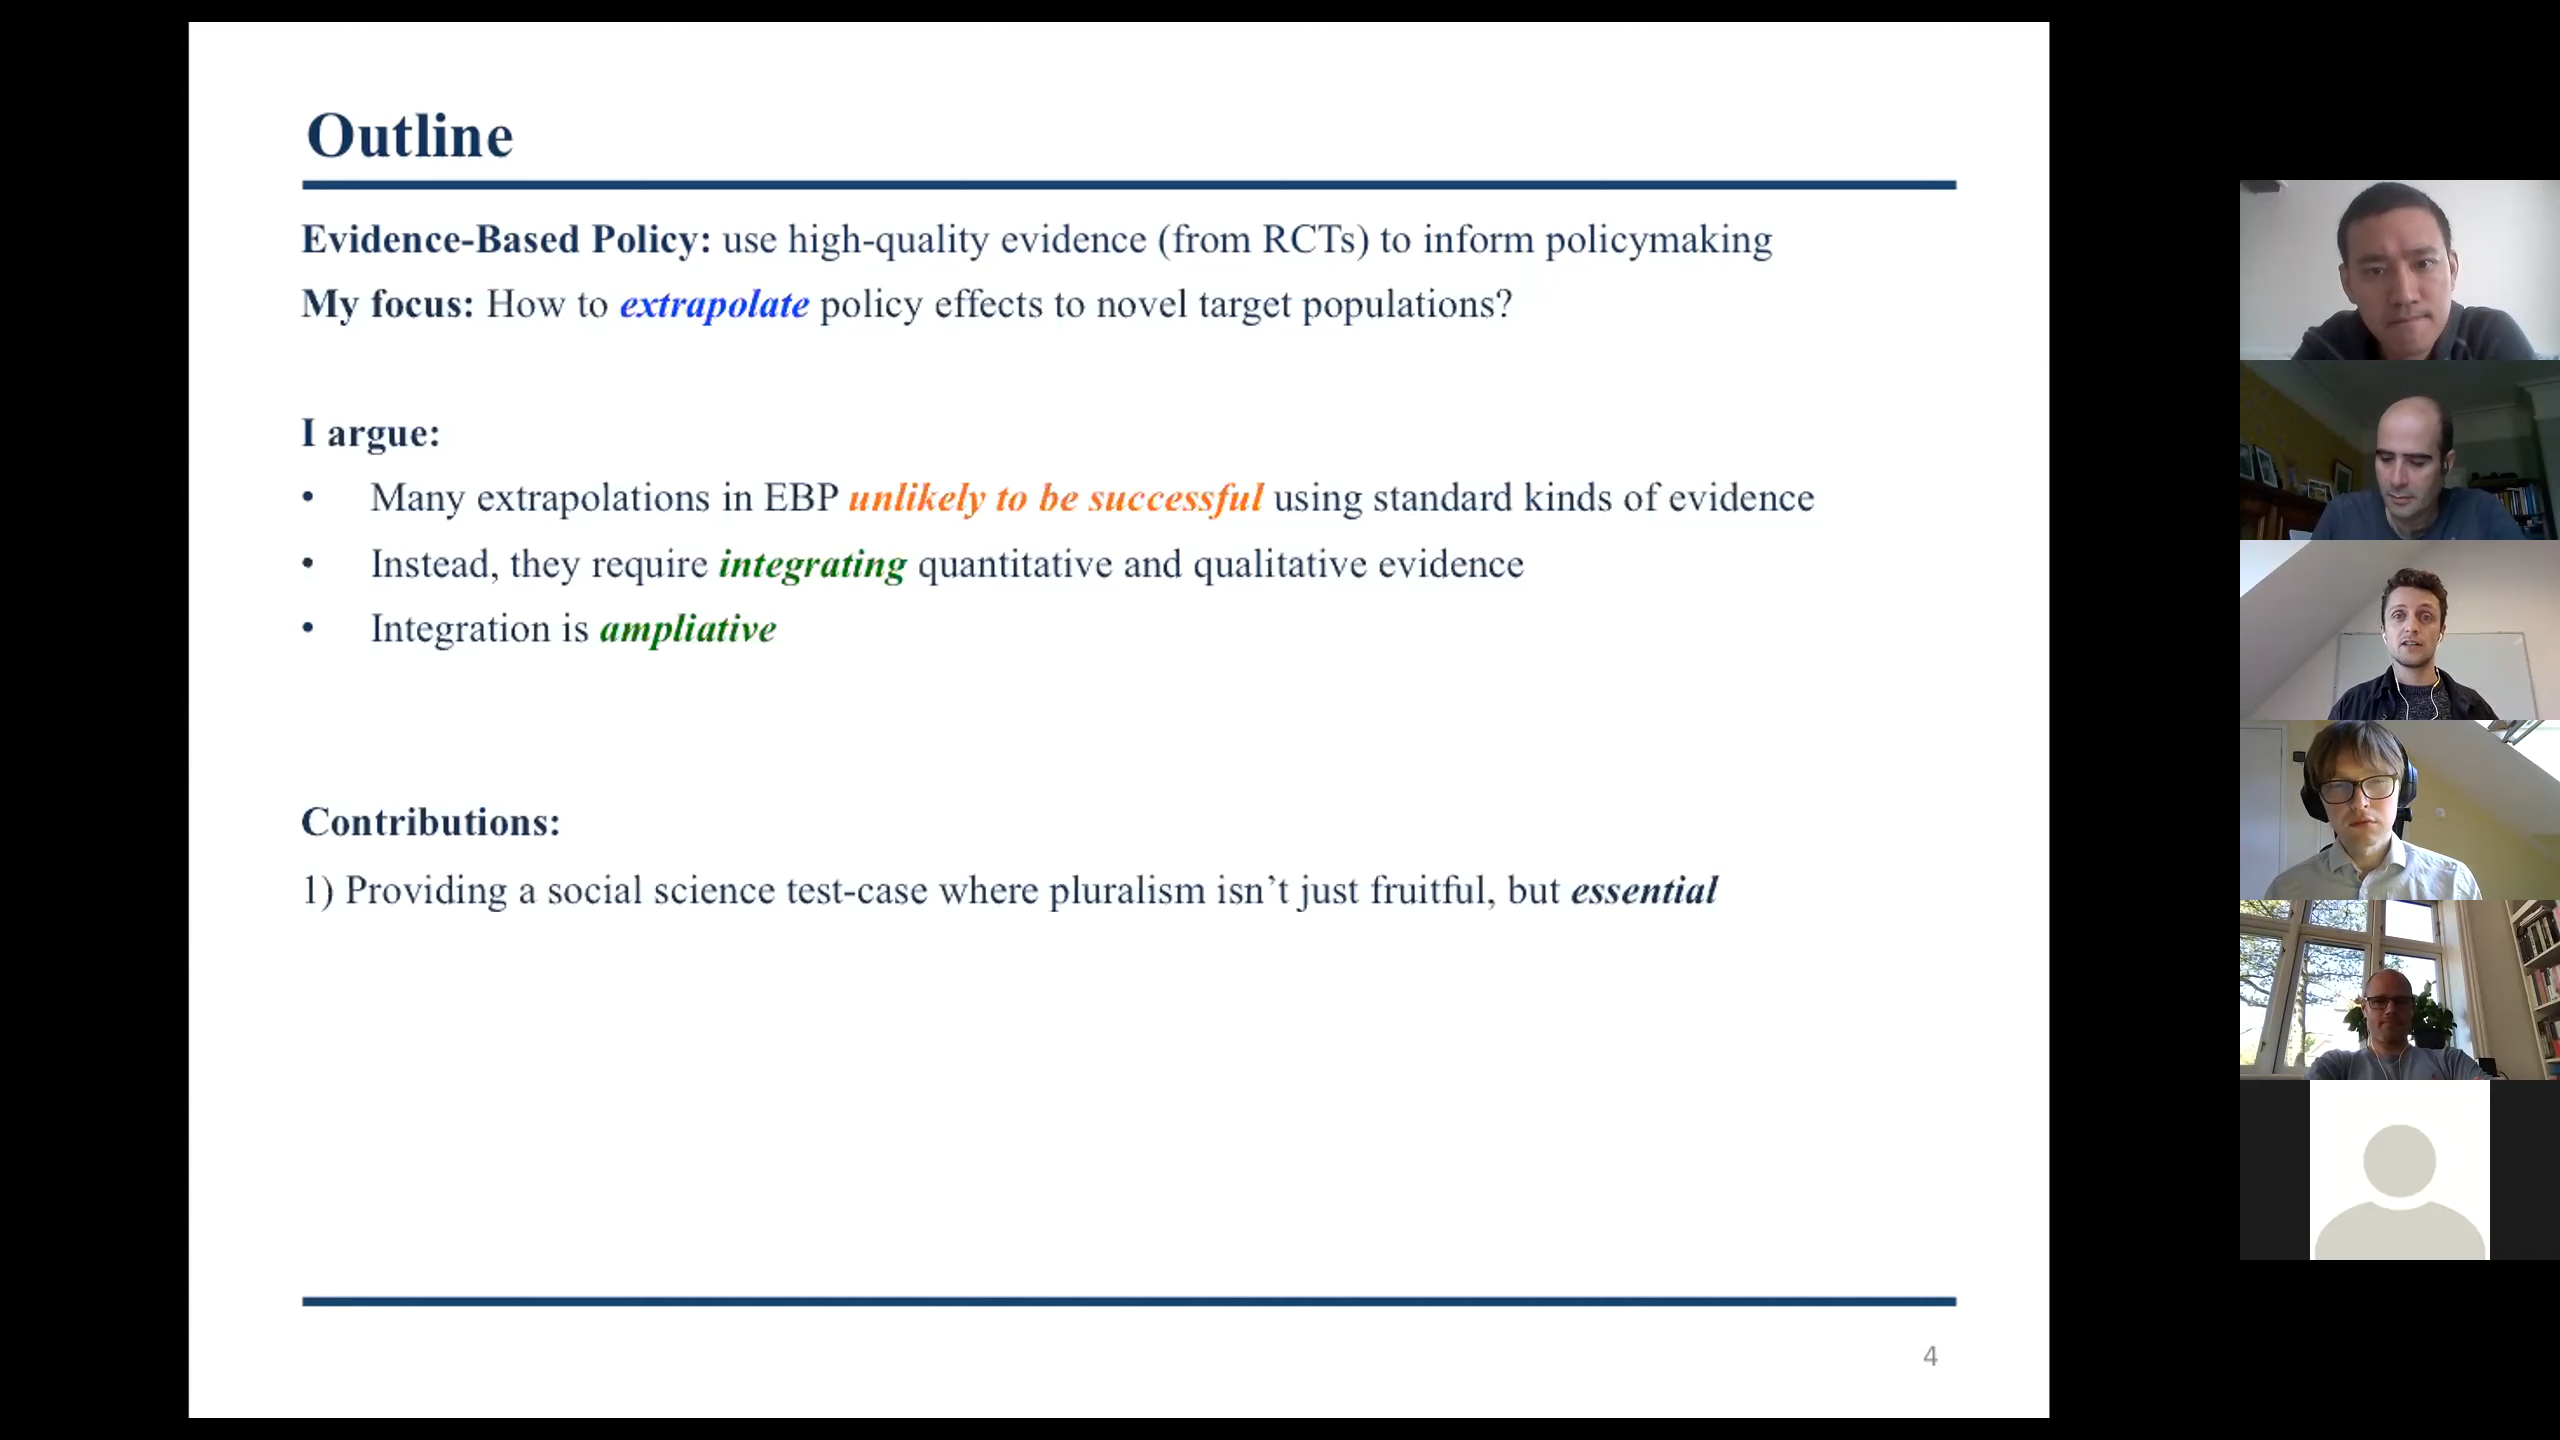 Outline
Evidence-Based Policy: use high-quality evidence (from RCTs) to inform policymaking
My focus: How to extrapolate policy effects to novel target populations?
I argue:
• Many extrapolations in EBP unlikely to be successful using standard kinds of evidence
• Instead, they require integrating quantitative and qualitative evidence
• Integration is ampliative
Contributions:
1) Providing a social science test-case where pluralism isn’t just fruitful, but essential
4